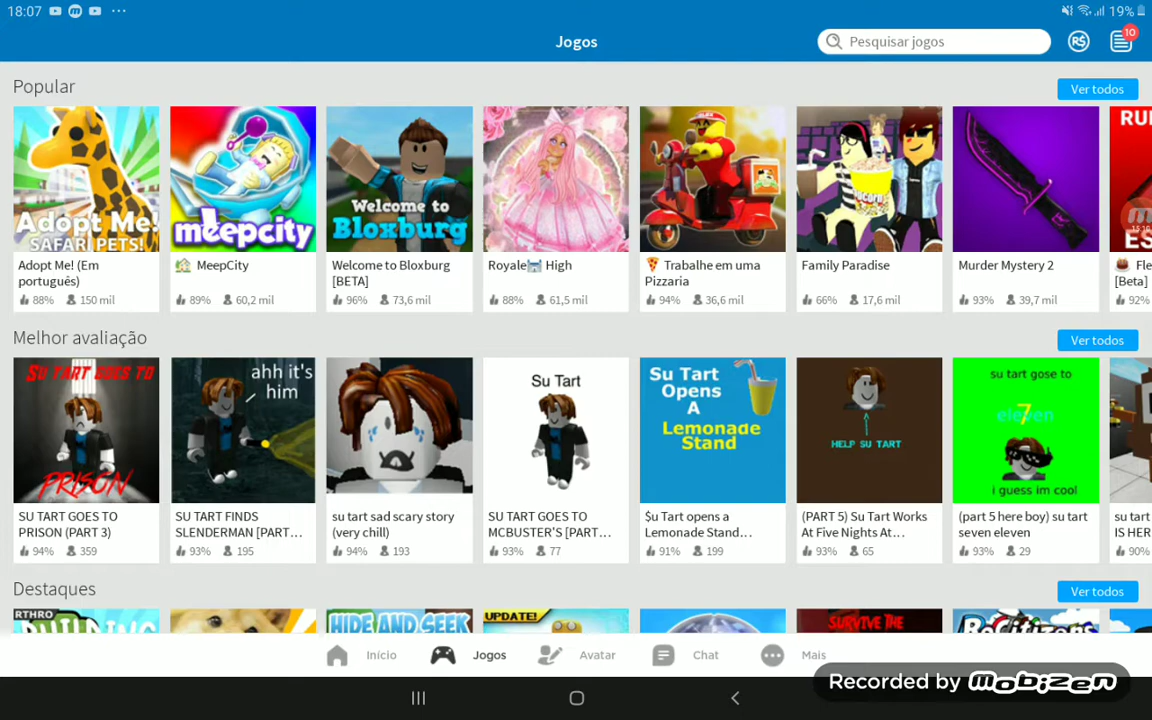 18:07
19%
Jogos
Pesquisar jogos
R$
10
Popular
Ver todos
Adopt Me!
SAFARI PETS!
meepcity
Welcome to
Bloxburg
Adopt Me! (Em
português)
88% 150 mil
MeepCity
89% 60,2 mil
Welcome to Bloxburg
[BETA]
96% 73,6 mil
Royale High
88% 61,5 mil
Trabalhe em uma
Pizzaria
94% 36,6 mil
Family Paradise
66% 17,6 mil
Murder Mystery 2
93% 39,7 mil
Fle
[Beta]
92%
Melhor avaliação
Ver todos
SU TART GOES TO
PRISON
ahh it's
him
Su Tart
Su Tart
Opens
A
Lemonade
Stand
HELP SU TART
su tart gose to
7
eleven
i guess im cool
SU TART GOES TO
PRISON (PART 3)
94% 359
SU TART FINDS
SLENDERMAN [PART...
93% 195
su tart sad scary story
(very chill)
94% 193
SU TART GOES TO
MCBUSTER'S [PART...
93% 77
$u Tart opens a
Lemonade Stand...
91% 199
(PART 5) Su Tart Works
At Five Nights At...
93% 65
(part 5 here boy) su tart
seven eleven
93% 29
su tart
IS HER
90%
Destaques
Ver todos
RTHRO
HIDE AND SEEK
UPDATE!
SURVIVE THE
ROCitizens
Início
Jogos
Avatar
Chat
Mais
Recorded by mobizen